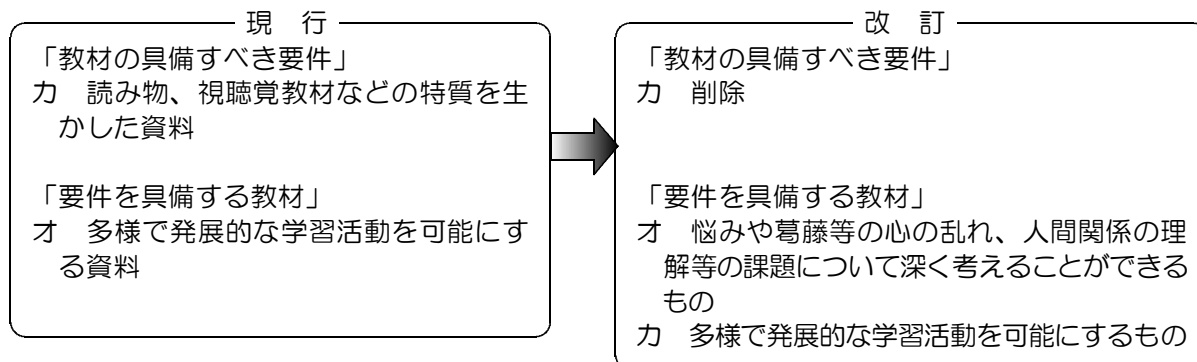 現　行
「教材の具備すべき要件」
カ　読み物、視聴覚教材などの特質を生
かした資料
「要件を具備する教材」
オ　多様で発展的な学習活動を可能にす
る資料
改　訂
「教材の具備すべき要件」
カ　削除
「要件を具備する教材」
オ　悩みや葛藤等の心の乱れ、人間関係の理
解等の課題について深く考えることができる
もの
カ　多様で発展的な学習活動を可能にするもの